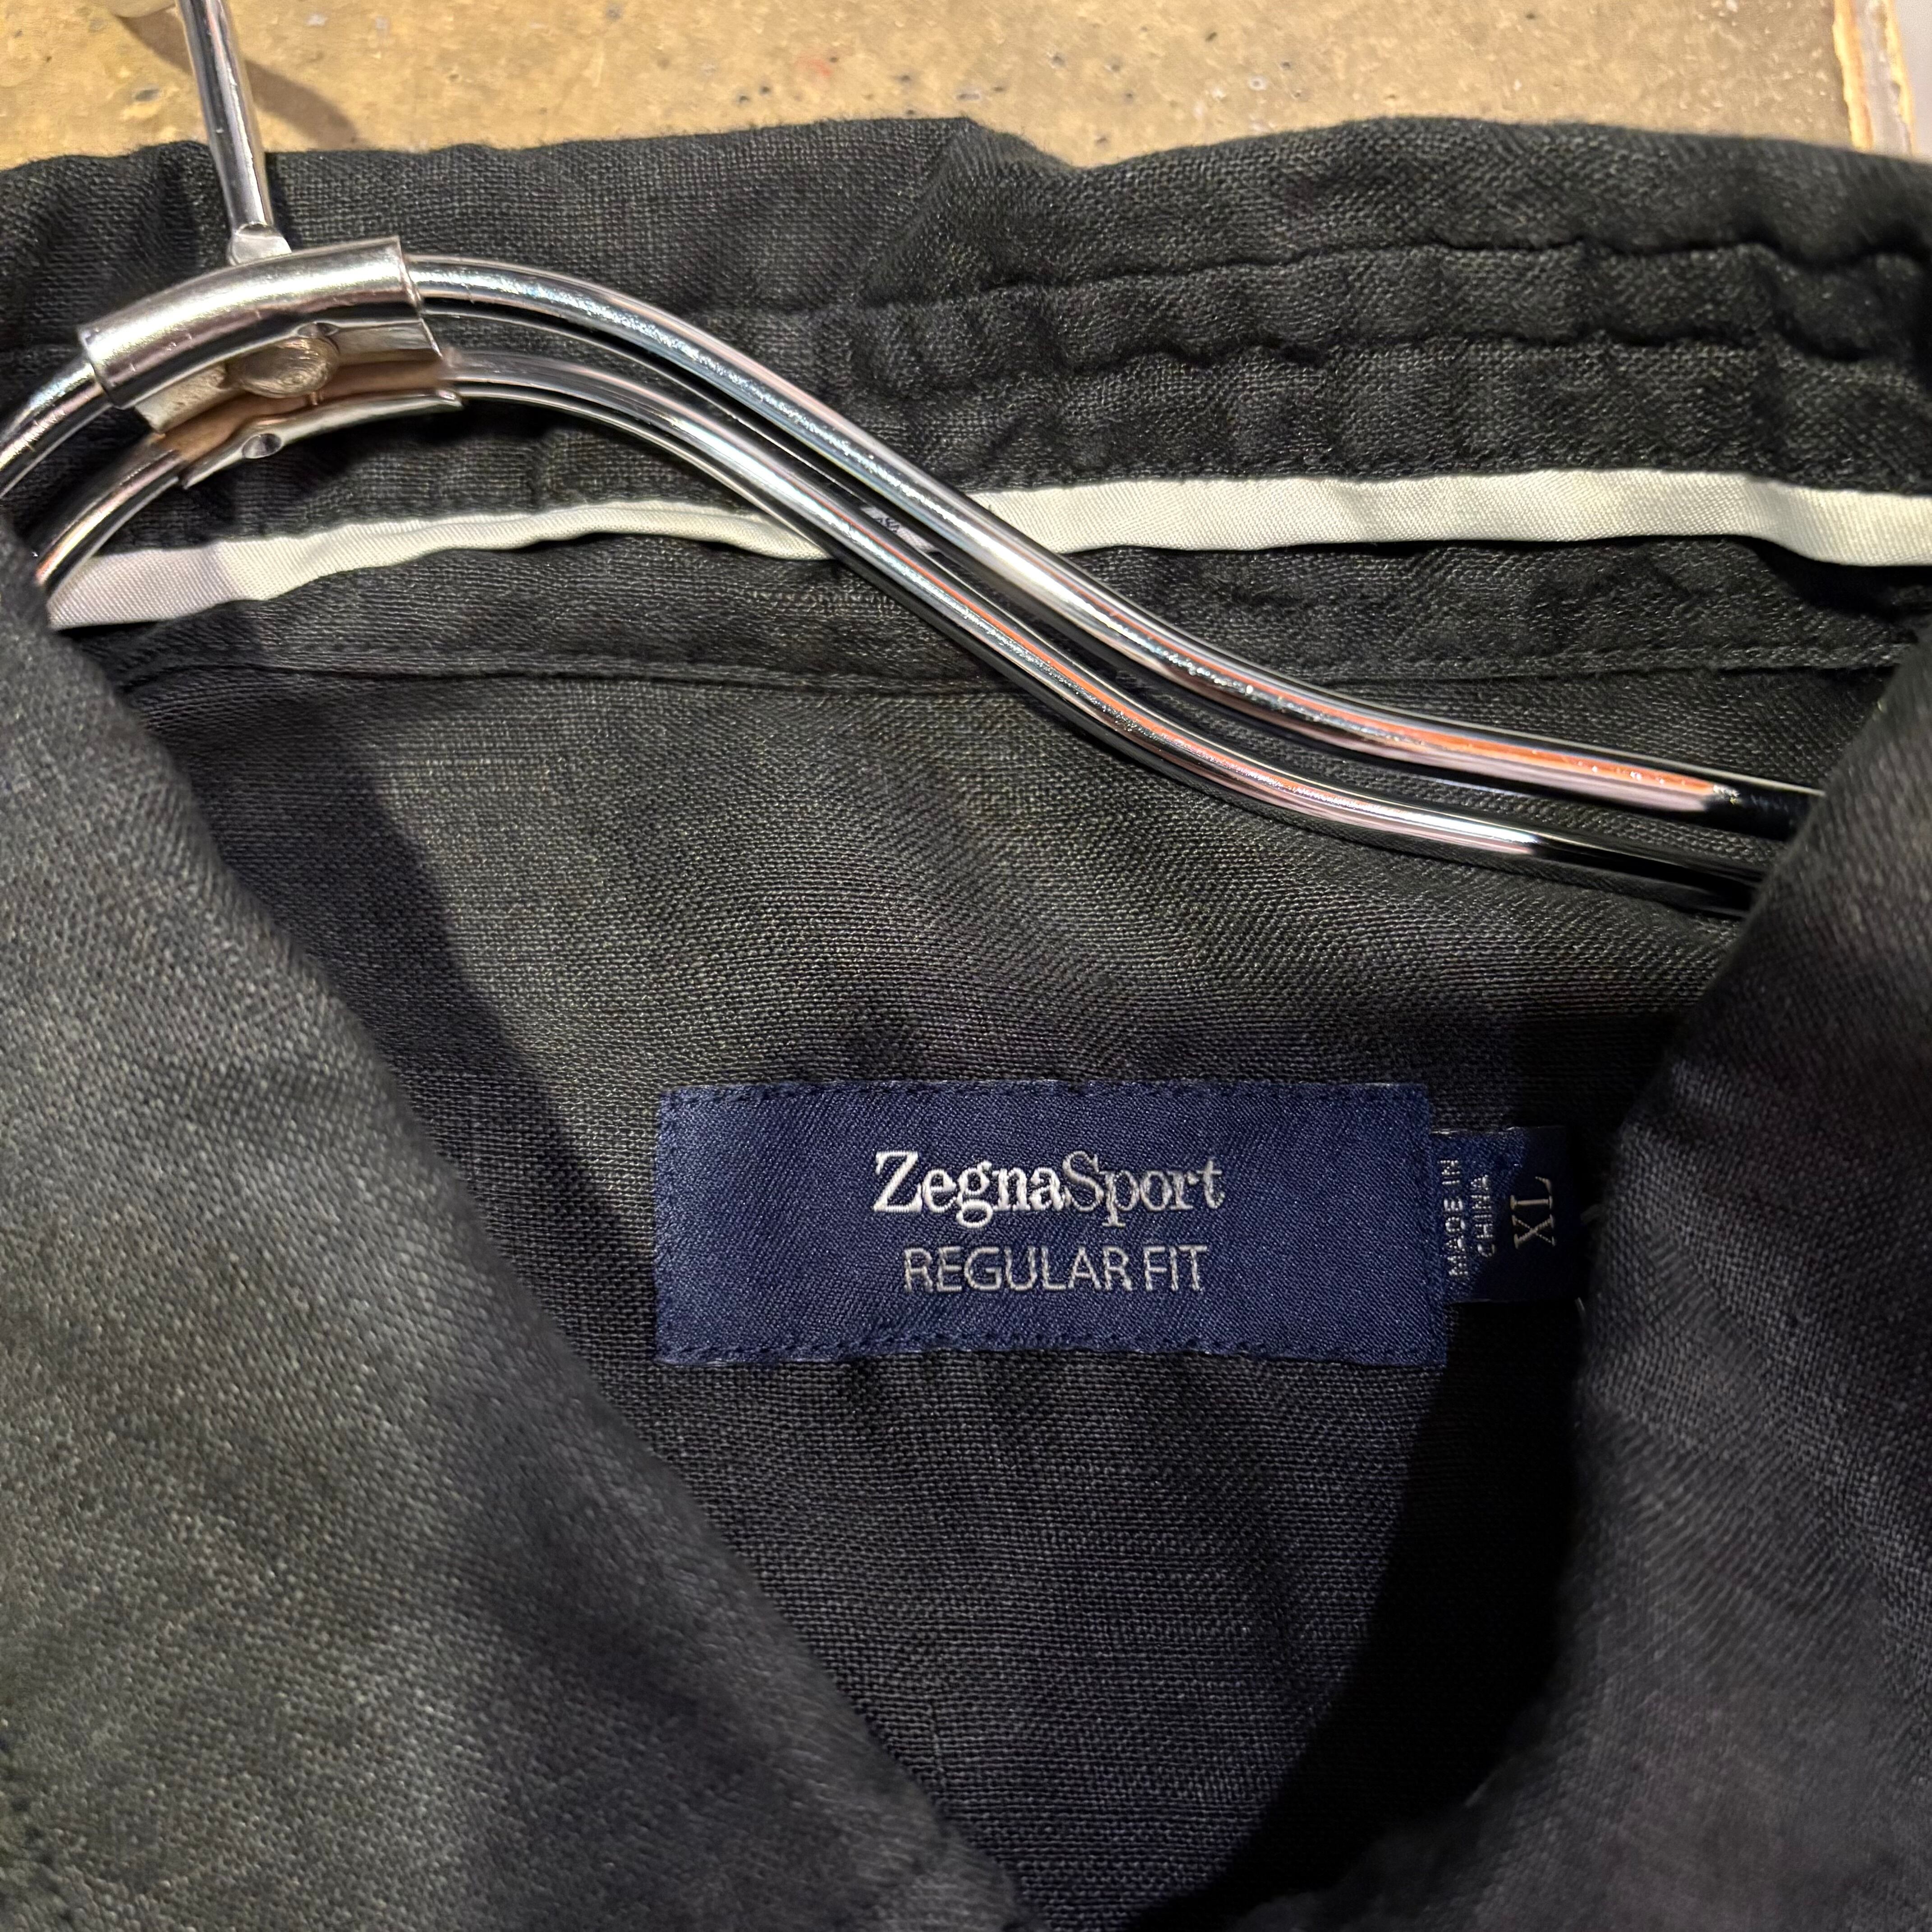 ZegnaSport
REGULAR FIT
MADE IN
CHINA
XL